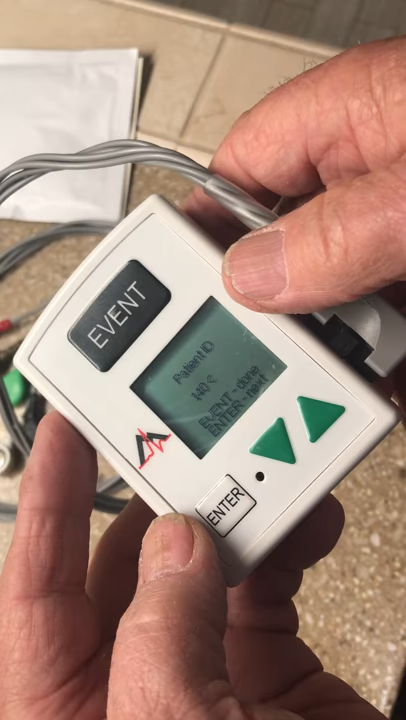 EVENT
Patient ID
EVENT - done
ENTER - next
ENTER